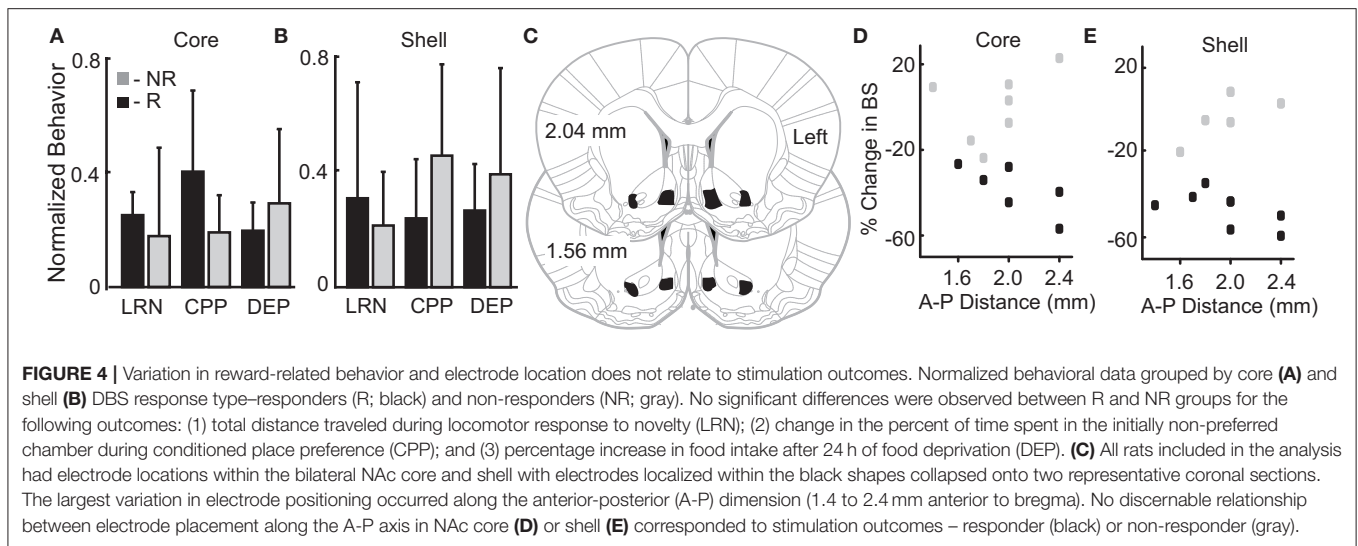 A Core B Shell C D Core E Shell
0.8 0.8
- NR
- R
20 20
2.04 mm Left
Normalized Behavior
0.4 0.4
% Change in BS
-20 -20
1.56 mm
-60 -60
0 0
LRN CPP DEP LRN CPP DEP
1.6 2.0 2.4 1.6 2.0 2.4
A-P Distance (mm) A-P Distance (mm)
FIGURE 4 | Variation in reward-related behavior and electrode location does not relate to stimulation outcomes. Normalized behavioral data grouped by core (A) and
shell (B) DBS response type–responders (R; black) and non-responders (NR; gray). No significant differences were observed between R and NR groups for the
following outcomes: (1) total distance traveled during locomotor response to novelty (LRN); (2) change in the percent of time spent in the initially non-preferred
chamber during conditioned place preference (CPP); and (3) percentage increase in food intake after 24 h of food deprivation (DEP). (C) All rats included in the analysis
had electrode locations within the bilateral NAc core and shell with electrodes localized within the black shapes collapsed onto two representative coronal sections.
The largest variation in electrode positioning occurred along the anterior-posterior (A-P) dimension (1.4 to 2.4 mm anterior to bregma). No discernable relationship
between electrode placement along the A-P axis in NAc core (D) or shell (E) corresponded to stimulation outcomes – responder (black) or non-responder (gray).